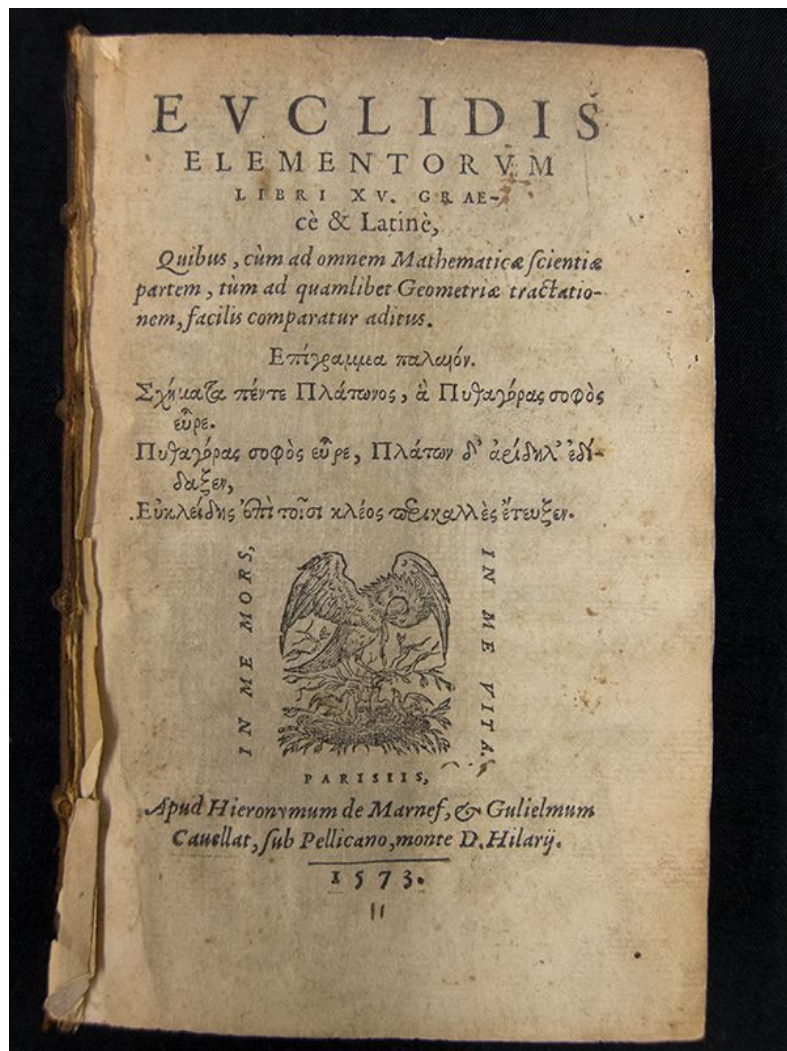 EVCLIDIS
ELEMENTORVM
LIBRI XV. GRAE-
cè & Latinè,
Quibus, cùm ad omnem Mathematicæ ſcientiæ
partem, tùm ad quamlibet Geometriæ tractatio-
nem, facilis comparatur aditus.
Επίγραμμα παλαιόν.
Σχήματα πέντε Πλάτωνος, ἃ Πυθαγόρας σοφὸς
εὗρε.
Πυθαγόρας σοφὸς εὗρε, Πλάτων δ' ἀρίδηλ' ἐδί-
δαξεν,
Εὐκλείδης ἐπὶ τοῖσι κλέος περικαλλὲς ἔτευξεν.
IN ME MORS,
IN ME VITA.
PARISIIS,
Apud Hieronymum de Marnef, & Gulielmum
Cauellat, ſub Pellicano, monte D. Hilarij.
1573.